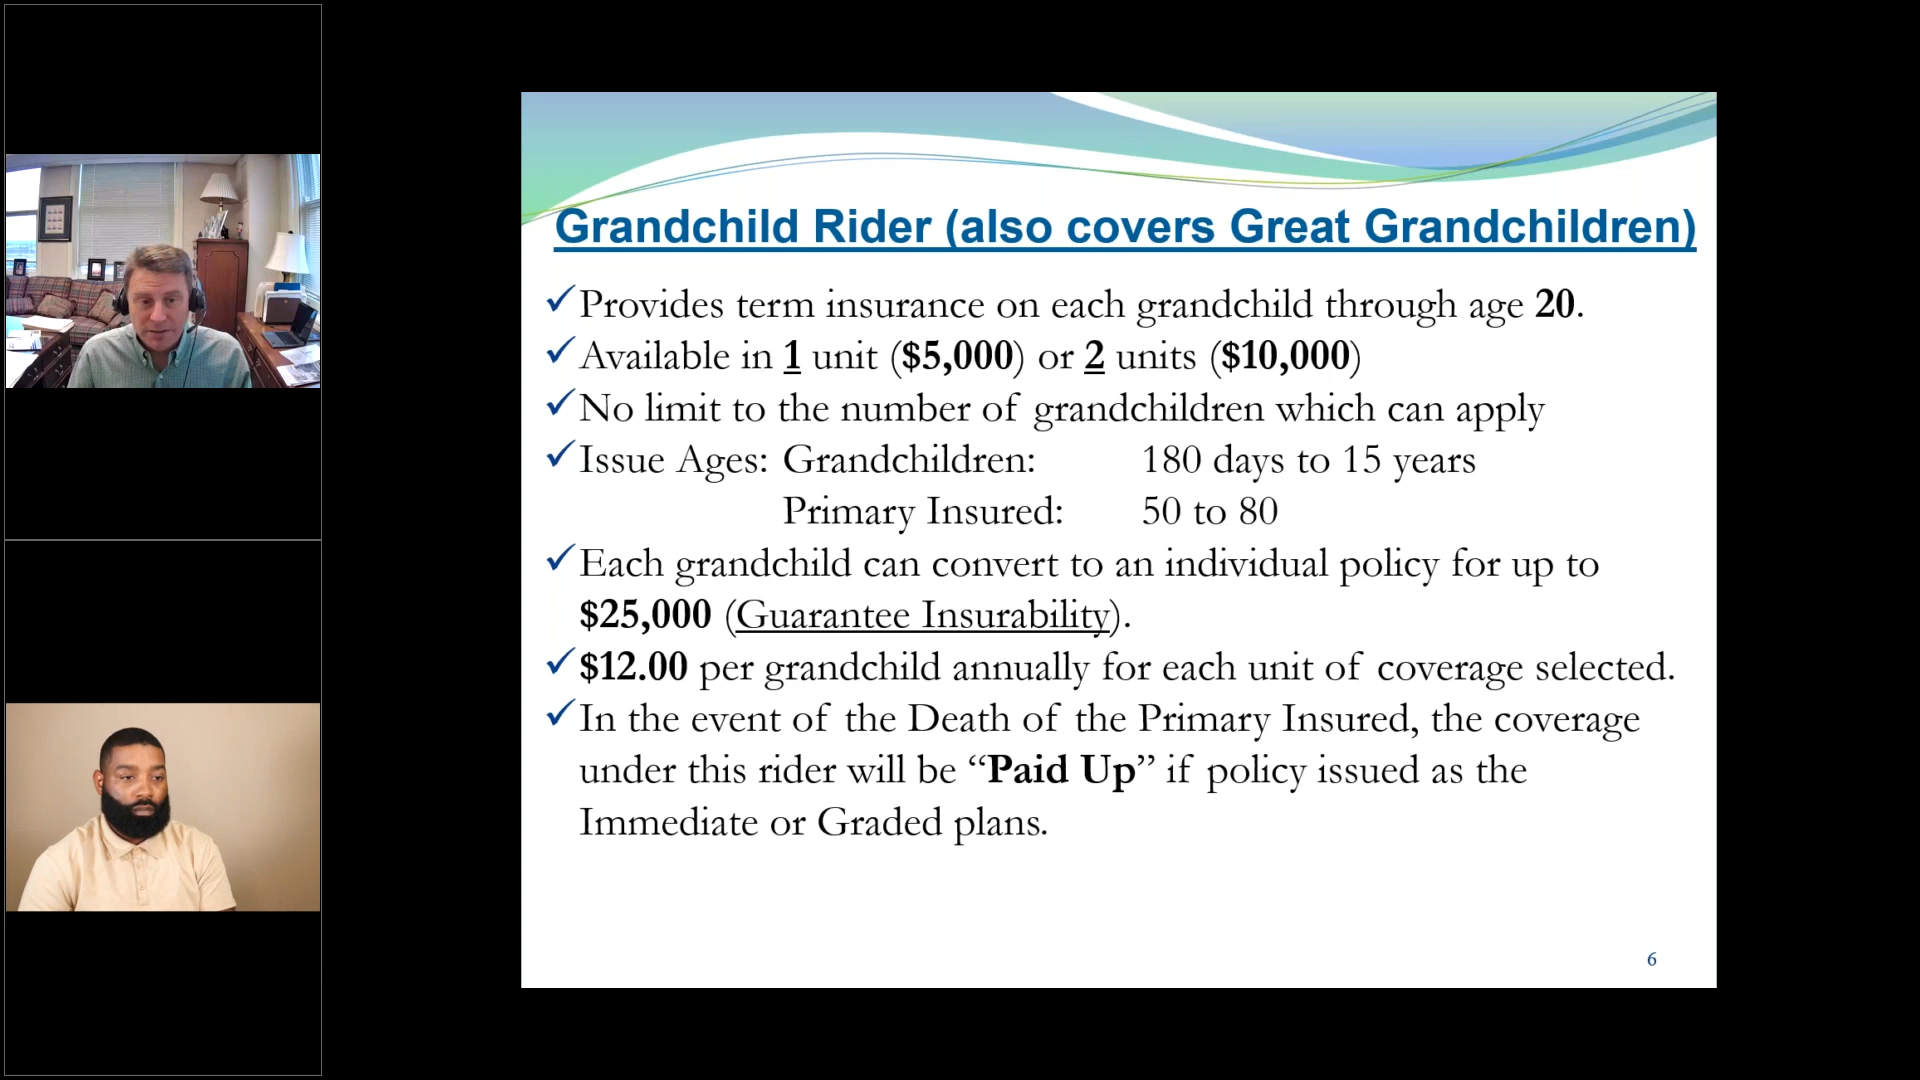 Grandchild Rider (also covers Great Grandchildren)
Provides term insurance on each grandchild through age 20.
Available in 1 unit ($5,000) or 2 units ($10,000)
No limit to the number of grandchildren which can apply
Issue Ages: Grandchildren: 180 days to 15 years
Primary Insured: 50 to 80
Each grandchild can convert to an individual policy for up to
$25,000 (Guarantee Insurability).
$12.00 per grandchild annually for each unit of coverage selected.
In the event of the Death of the Primary Insured, the coverage
under this rider will be “Paid Up” if policy issued as the
Immediate or Graded plans.
6